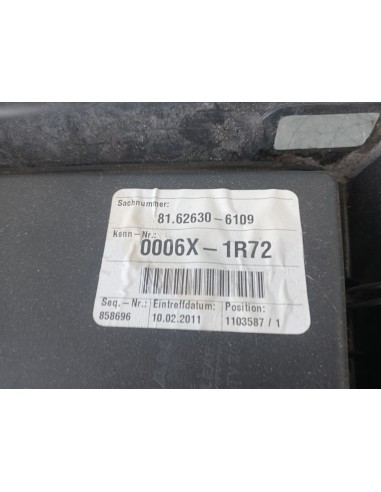 Sachnummer:
81.62630-6109
Kenn-Nr.:
0006X-1R72
Seq.-Nr.: Eintreffdatum: Position:
858696 10.02.2011 1103587 / 1